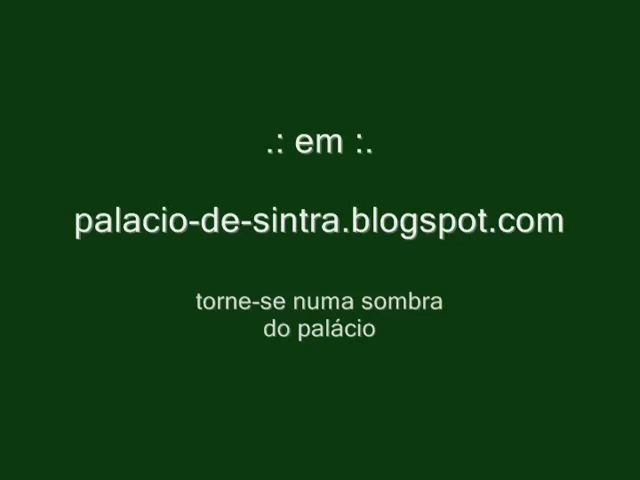 .: em :.
palacio-de-sintra.blogspot.com
torne-se numa sombra
do palácio